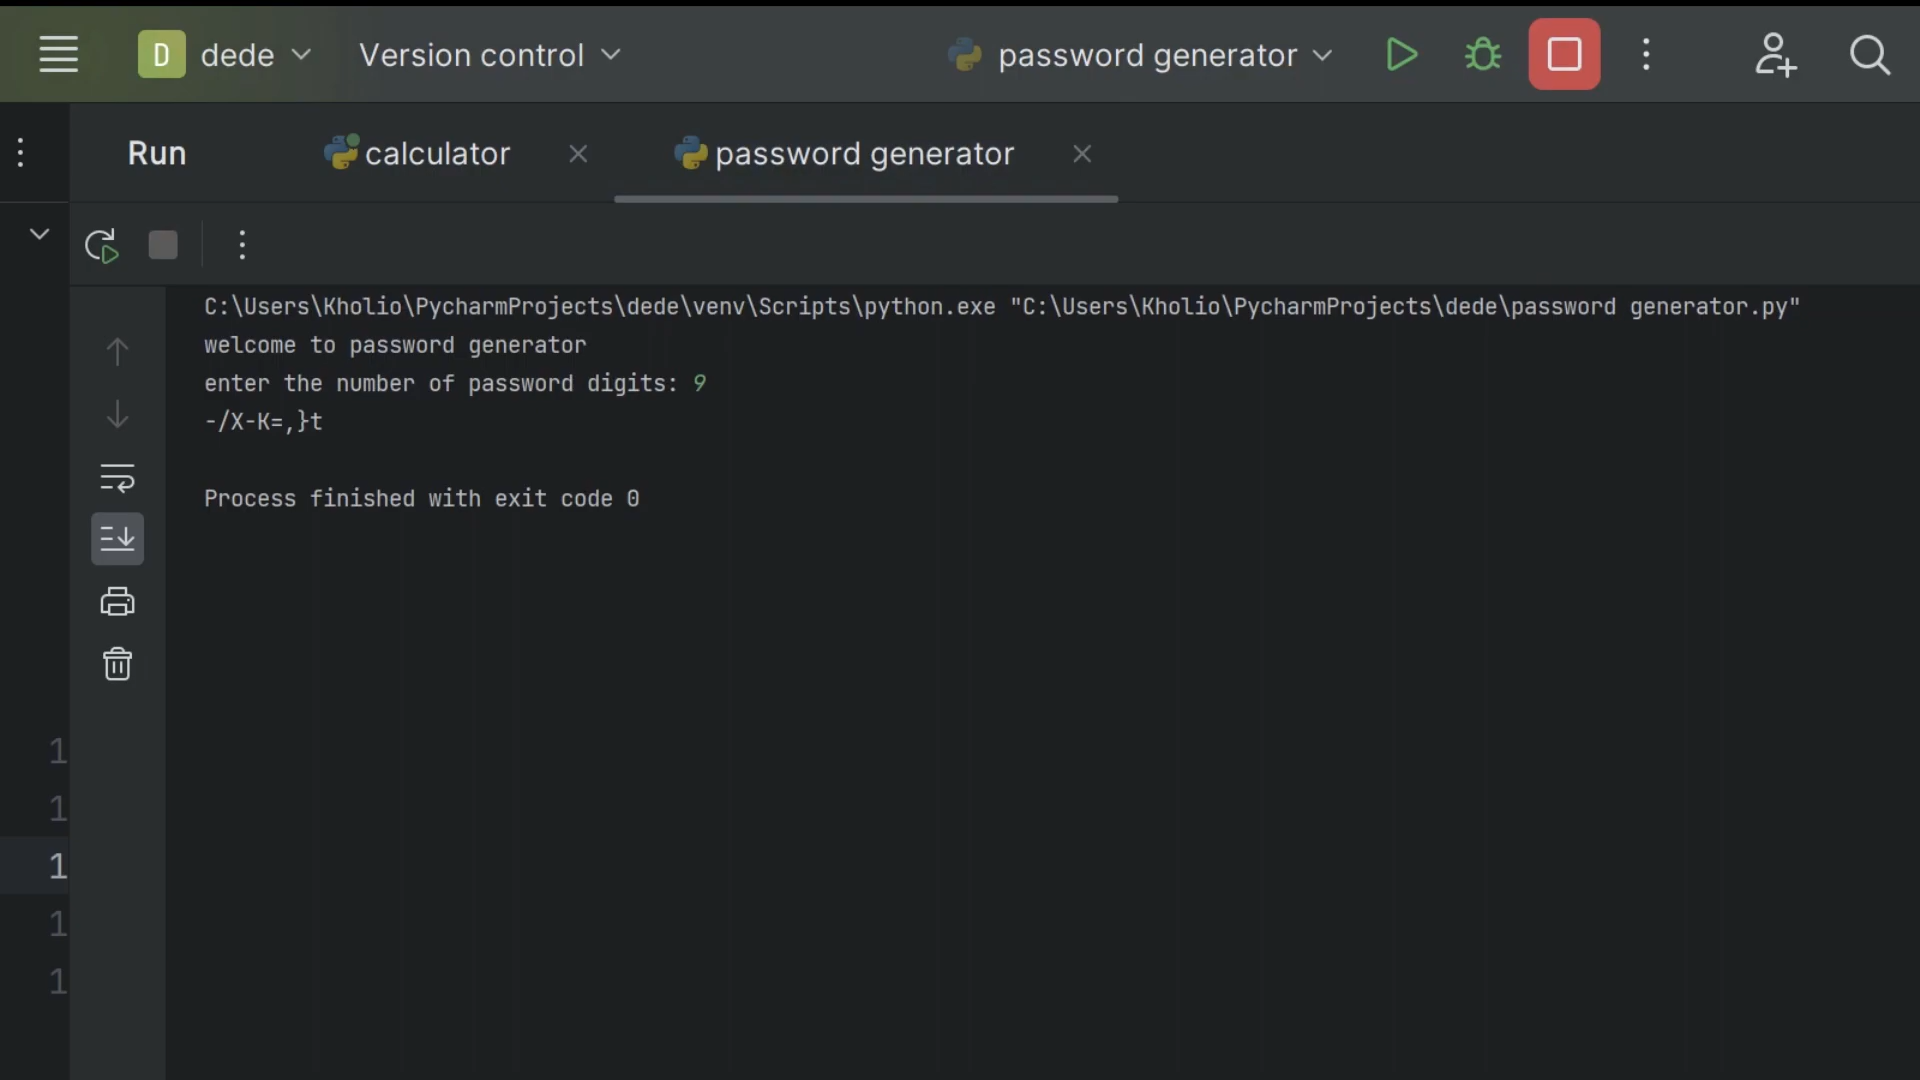 D dede Version control password generator
Run calculator password generator
C:\Users\Kholio\PycharmProjects\dede\venv\Scripts\python.exe "C:\Users\Kholio\PycharmProjects\dede\password generator.py"
welcome to password generator
enter the number of password digits: 9
-/X-K=,}t
Process finished with exit code 0
1
1
1
1
1